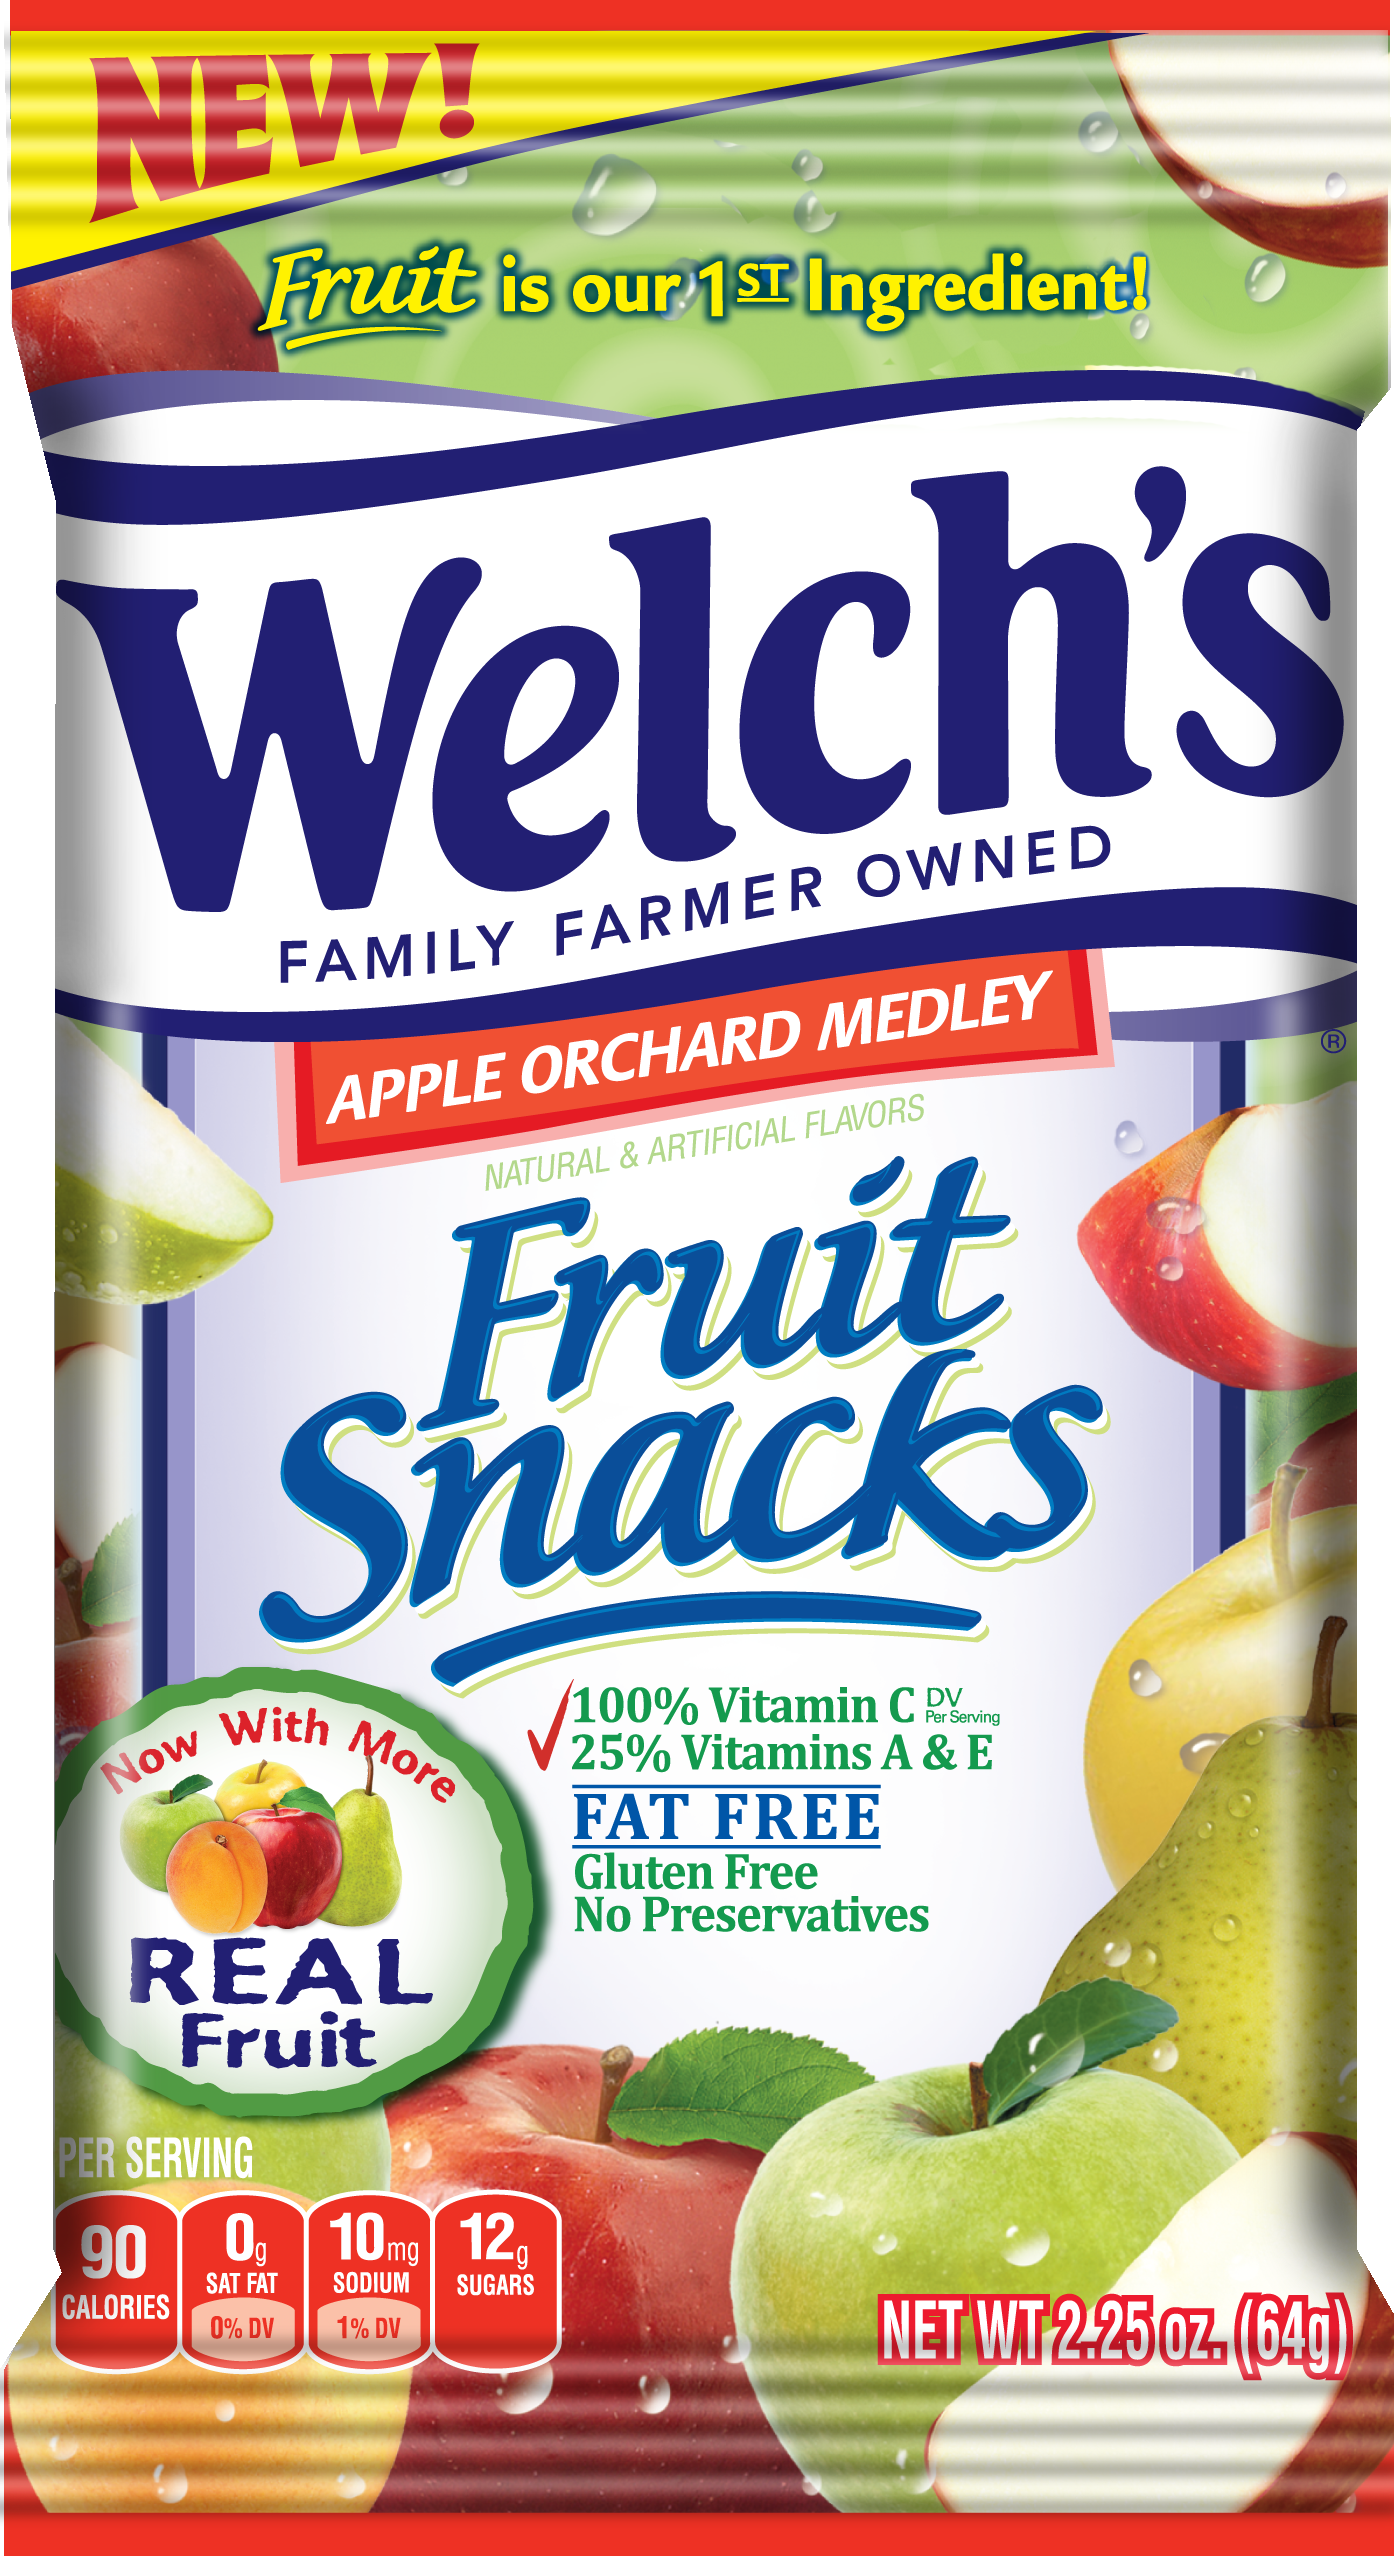 NEW!
Fruit is our 1ST Ingredient!
Welch's
FAMILY FARMER OWNED
®
APPLE ORCHARD MEDLEY
NATURAL & ARTIFICIAL FLAVORS
Fruit
Snacks
100% Vitamin C DV Per Serving
25% Vitamins A & E
FAT FREE
Gluten Free
No Preservatives
Now With More
REAL
Fruit
PER SERVING
90 CALORIES
0g SAT FAT 0% DV
10mg SODIUM 1% DV
12g SUGARS
NET WT 2.25 oz. (64g)